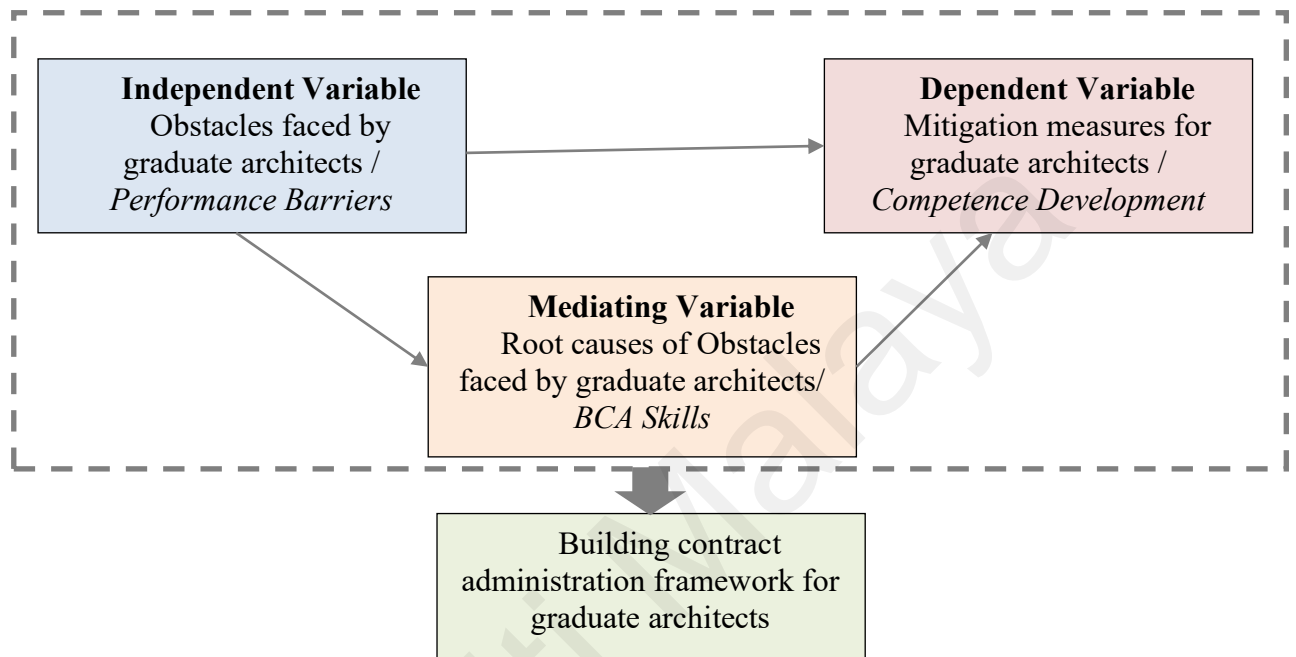 Independent Variable
Obstacles faced by
graduate architects /
Performance Barriers
Dependent Variable
Mitigation measures for
graduate architects /
Competence Development
Mediating Variable
Root causes of Obstacles
faced by graduate architects/
BCA Skills
Building contract
administration framework for
graduate architects
Malaya